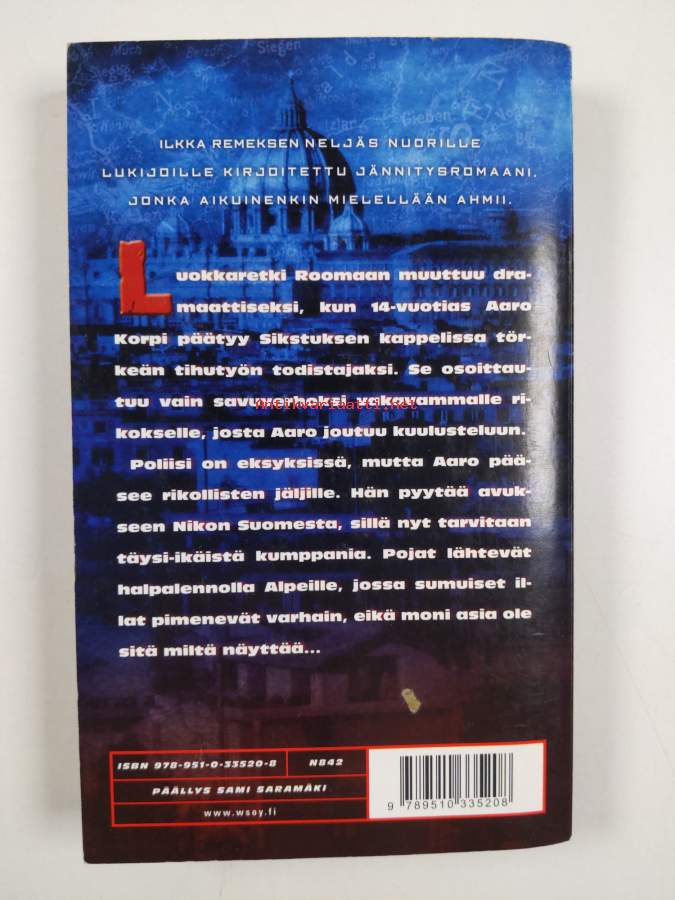 ILKKA REMEKSEN NELJÄS NUORILLE
LUKIJOILLE KIRJOITETTU JÄNNITYSROMAANI,
JONKA AIKUINENKIN MIELELLÄÄN AHMII.
Luokkaretki Roomaan muuttuu dra-
maattiseksi, kun 14-vuotias Aaro
Korpi päätyy Sikstuksen kappelissa tör-
keän tihutyön todistajaksi. Se osoittau-
tuu vain savuverhoksi vakavammalle ri-
kokselle, josta Aaro joutuu kuulusteluun.
Poliisi on eksyksissä, mutta Aaro pää-
see rikollisten jäljille. Hän pyytää avuk-
seen Nikon Suomesta, sillä nyt tarvitaan
täysi-ikäistä kumppania. Pojat lähtevät
halpalennolla Alpeille, jossa sumuiset il-
lat pimenevät varhain, eikä moni asia ole
sitä miltä näyttää...
Antikvariaatti.net
ISBN 978-951-0-33520-8
N842
PÄÄLLYS SAMI SARAMÄKI
www.wsoy.fi
9 789510 335208
Siegen
Gießen